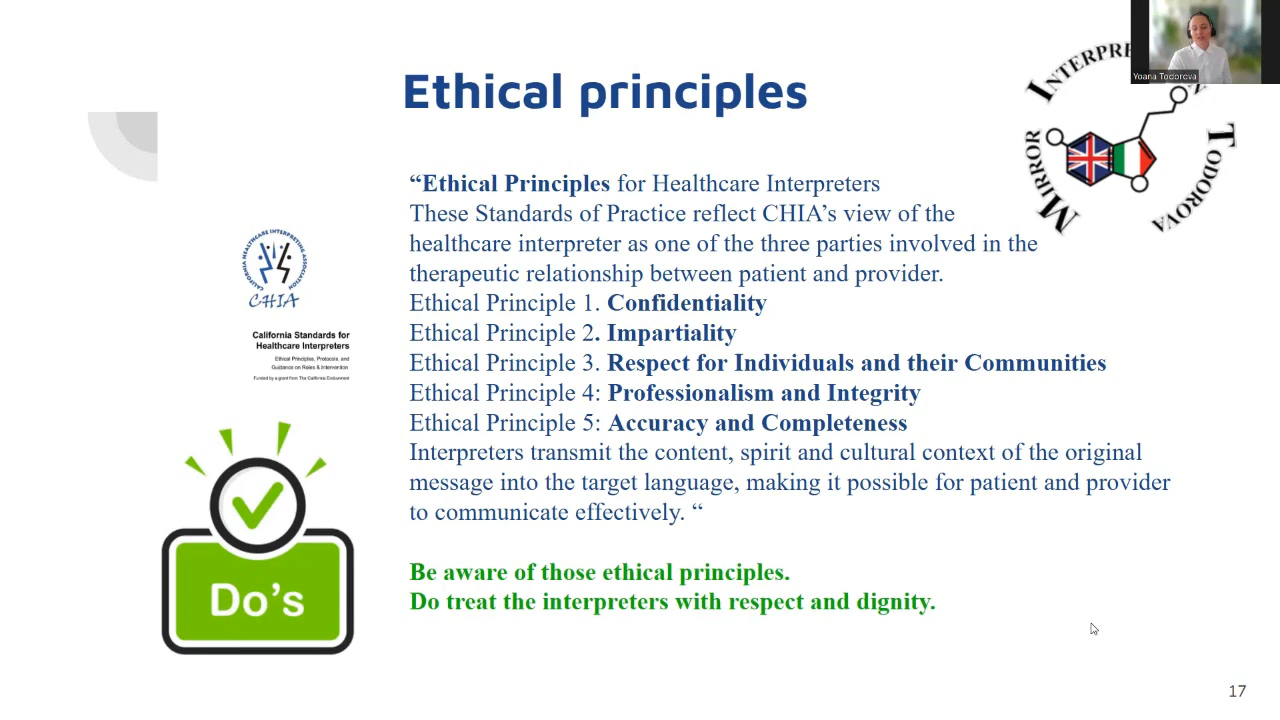 Yoana Todorova
Ethical principles
MIRROR INTERPRE
TODOROVA
“Ethical Principles for Healthcare Interpreters
These Standards of Practice reflect CHIA’s view of the
healthcare interpreter as one of the three parties involved in the
therapeutic relationship between patient and provider.
Ethical Principle 1. Confidentiality
Ethical Principle 2. Impartiality
Ethical Principle 3. Respect for Individuals and their Communities
Ethical Principle 4: Professionalism and Integrity
Ethical Principle 5: Accuracy and Completeness
Interpreters transmit the content, spirit and cultural context of the original
message into the target language, making it possible for patient and provider
to communicate effectively. “
CALIFORNIA HEALTHCARE INTERPRETING ASSOCIATION
CHIA
California Standards for
Healthcare Interpreters
Ethical Principles, Protocols, and
Guidance on Roles & Intervention
Funded by a grant from The California Endowment
Do’s
Be aware of those ethical principles.
Do treat the interpreters with respect and dignity.
17